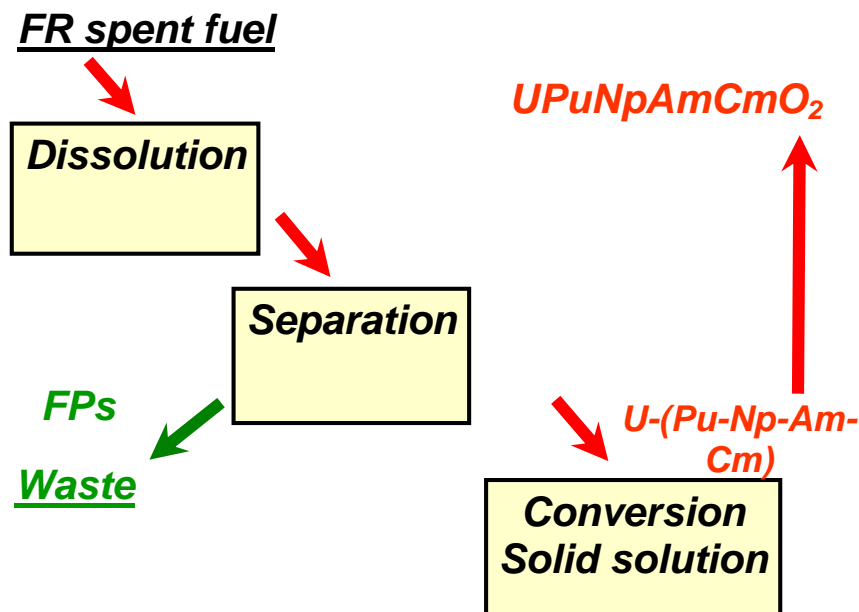 FR spent fuel
UPuNpAmCmO₂
Dissolution
Separation
FPs
Waste
U-(Pu-Np-Am-
Cm)
Conversion
Solid solution